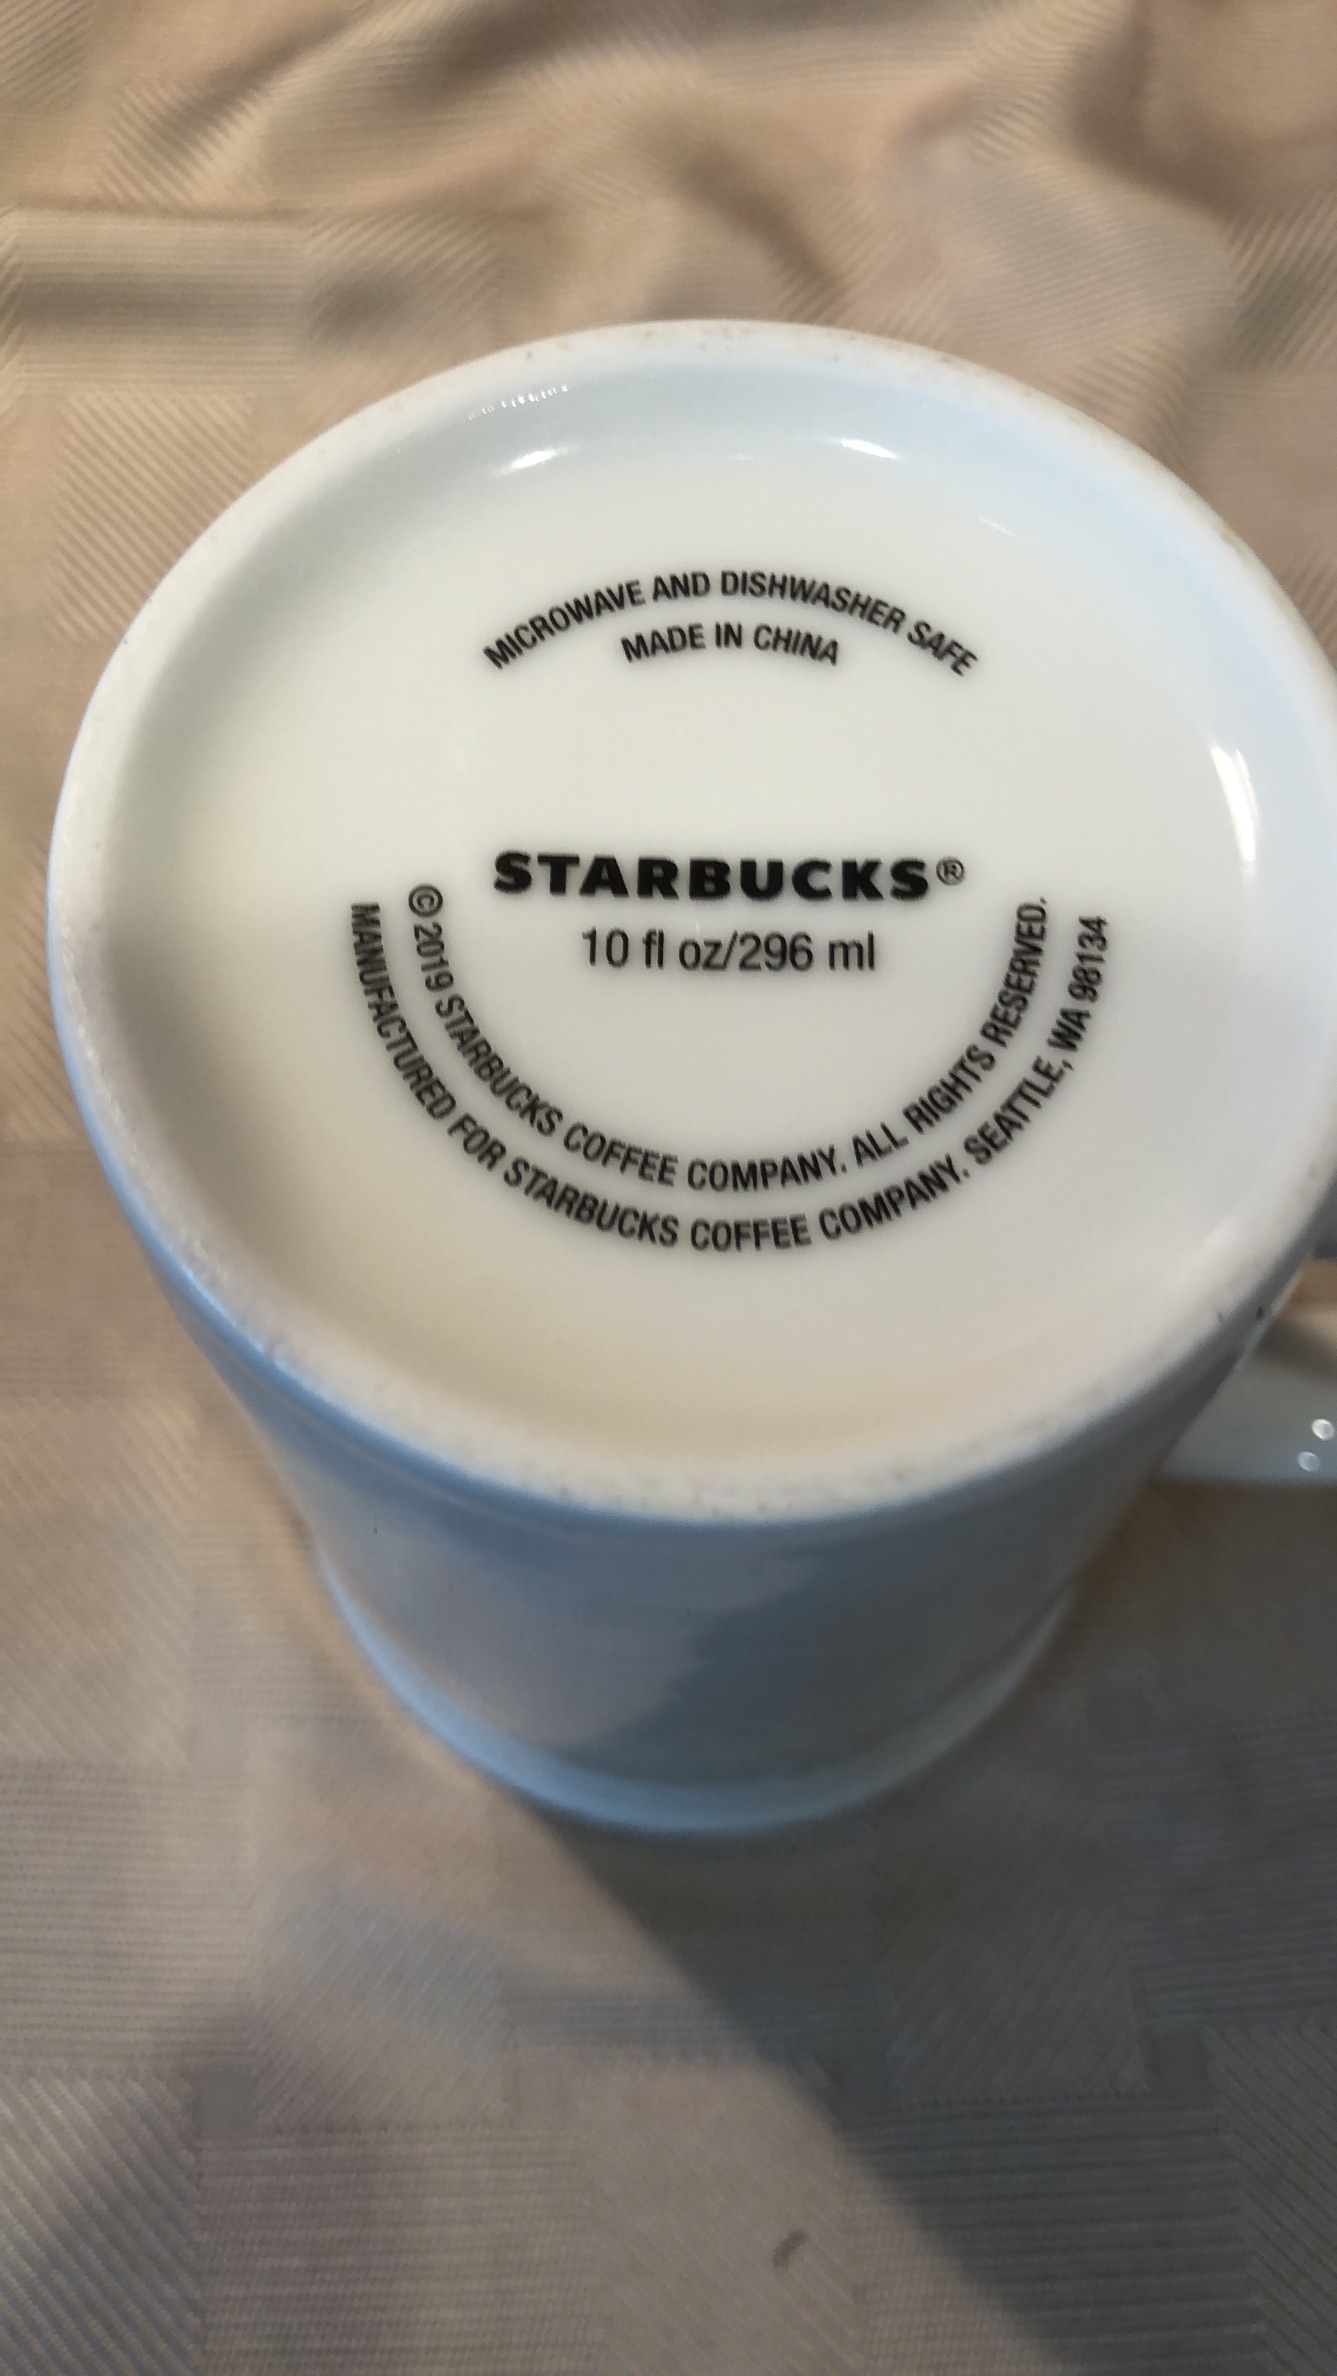 MICROWAVE AND DISHWASHER SAFE
MADE IN CHINA
STARBUCKS®
10 fl oz/296 ml
© 2019 STARBUCKS COFFEE COMPANY. ALL RIGHTS RESERVED.
MANUFACTURED FOR STARBUCKS COFFEE COMPANY. SEATTLE, WA 98134